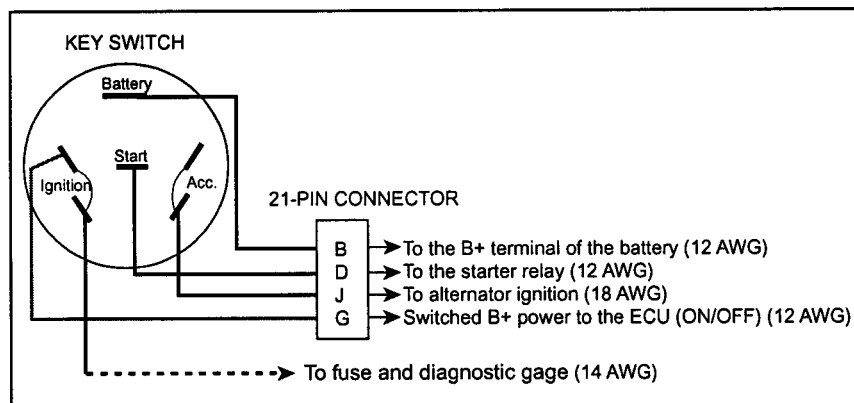 KEY SWITCH
Battery
Start
Ignition
Acc.
21-PIN CONNECTOR
B To the B+ terminal of the battery (12 AWG)
D To the starter relay (12 AWG)
J To alternator ignition (18 AWG)
G Switched B+ power to the ECU (ON/OFF) (12 AWG)
To fuse and diagnostic gage (14 AWG)